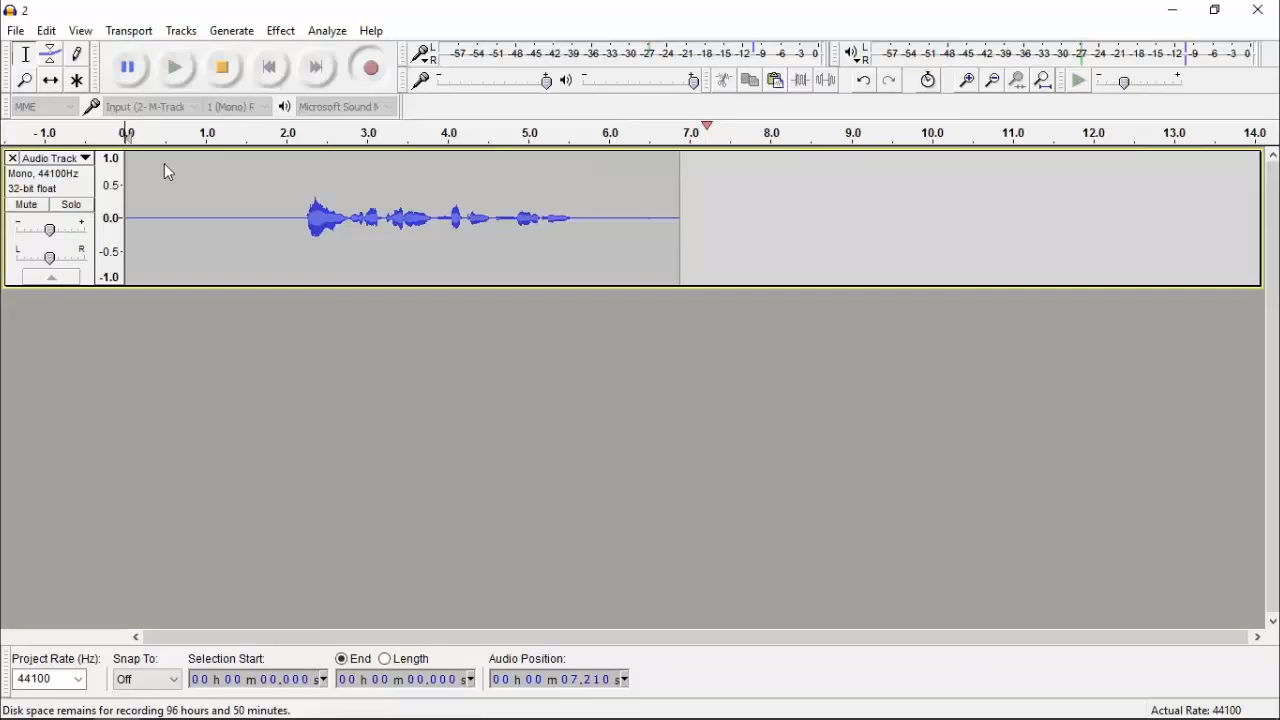 2
File Edit View Transport Tracks Generate Effect Analyze Help
L R -57 -54 -51 -48 -45 -42 -39 -36 -33 -30 -27 -24 -21 -18 -15 -12 -9 -6 -3 0
L R -57 -54 -51 -48 -45 -42 -39 -36 -33 -30 -27 -24 -21 -18 -15 -12 -9 -6 -3 0
MME Input (2- M-Track 1 (Mono) R Microsoft Sound M
- 1.0 0.0 1.0 2.0 3.0 4.0 5.0 6.0 7.0 8.0 9.0 10.0 11.0 12.0 13.0 14.0
Audio Track 1.0
Mono, 44100Hz
32-bit float 0.5
Mute Solo
- + 0.0
L R -0.5
-1.0
Project Rate (Hz): Snap To: Selection Start: End Length Audio Position:
44100 Off 00 h 00 m 00.000 s 00 h 00 m 00.000 s 00 h 00 m 07.210 s
Disk space remains for recording 96 hours and 50 minutes. Actual Rate: 44100